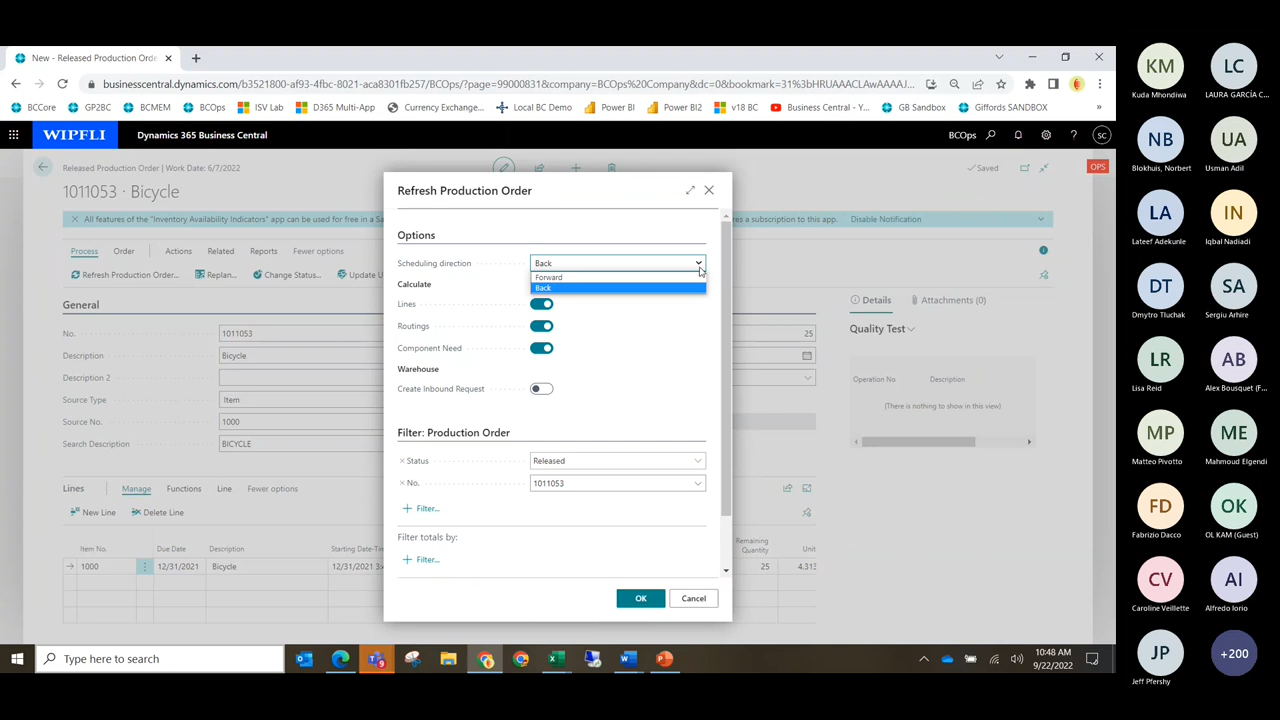 New - Released Production Orde
businesscentral.dynamics.com/b3521800-af93-4fbc-8021-aca8301fb257/BCOps/?page=99000831&company=BCOps%20Company&dc=0&bookmark=31%3bHRUAAACLAwAAAAJ...
BCCore
GP2BC
BCMEM
BCOps
ISV Lab
D365 Multi-App
Currency Exchange...
Local BC Demo
Power BI
Power BI2
v18 BC
Business Central - Y...
GB Sandbox
Giffords SANDBOX
»
WIPFLI
Dynamics 365 Business Central
BCOps
?
SC
Released Production Order | Work Date: 6/7/2022
Saved
OPS
1011053 · Bicycle
All features of the "Inventory Availability Indicators" app can be used for free in a Sa
res a subscription to this app.
Disable Notification
Process
Order
Actions
Related
Reports
Fewer options
Refresh Production Order...
Replan...
Change Status...
Update U
General
No.
1011053
25
Description
Bicycle
Description 2
Source Type
Item
Source No.
1000
Search Description
BICYCLE
Details
Attachments (0)
Quality Test
Operation No
Description
(There is nothing to show in this view)
Lines
Manage
Functions
Line
Fewer options
New Line
Delete Line
Item No.
Due Date
Description
Starting Date-Tim
Remaining
Quantity
Unit
1000
12/31/2021
Bicycle
12/31/2021 3:
25
4.313
Refresh Production Order
Options
Scheduling direction
Back
Forward
Back
Calculate
Lines
Routings
Component Need
Warehouse
Create Inbound Request
Filter: Production Order
Status
Released
No.
1011053
Filter...
Filter totals by:
Filter...
OK
Cancel
Type here to search
10:48 AM
9/22/2022
KM
Kuda Mhondiwa
LC
LAURA GARCÍA C...
NB
Blokhuis, Norbert
UA
Usman Adil
LA
Lateef Adekunle
IN
Iqbal Nadiadi
DT
Dmytro Tluchak
SA
Sergiu Arhire
LR
Lisa Reid
AB
Alex Bousquet (F...
MP
Matteo Pivotto
ME
Mahmoud Elgendi
FD
Fabrizio Dacco
OK
OL KAM (Guest)
CV
Caroline Veillette
AI
Alfredo Iorio
JP
Jeff Pfershy
+200